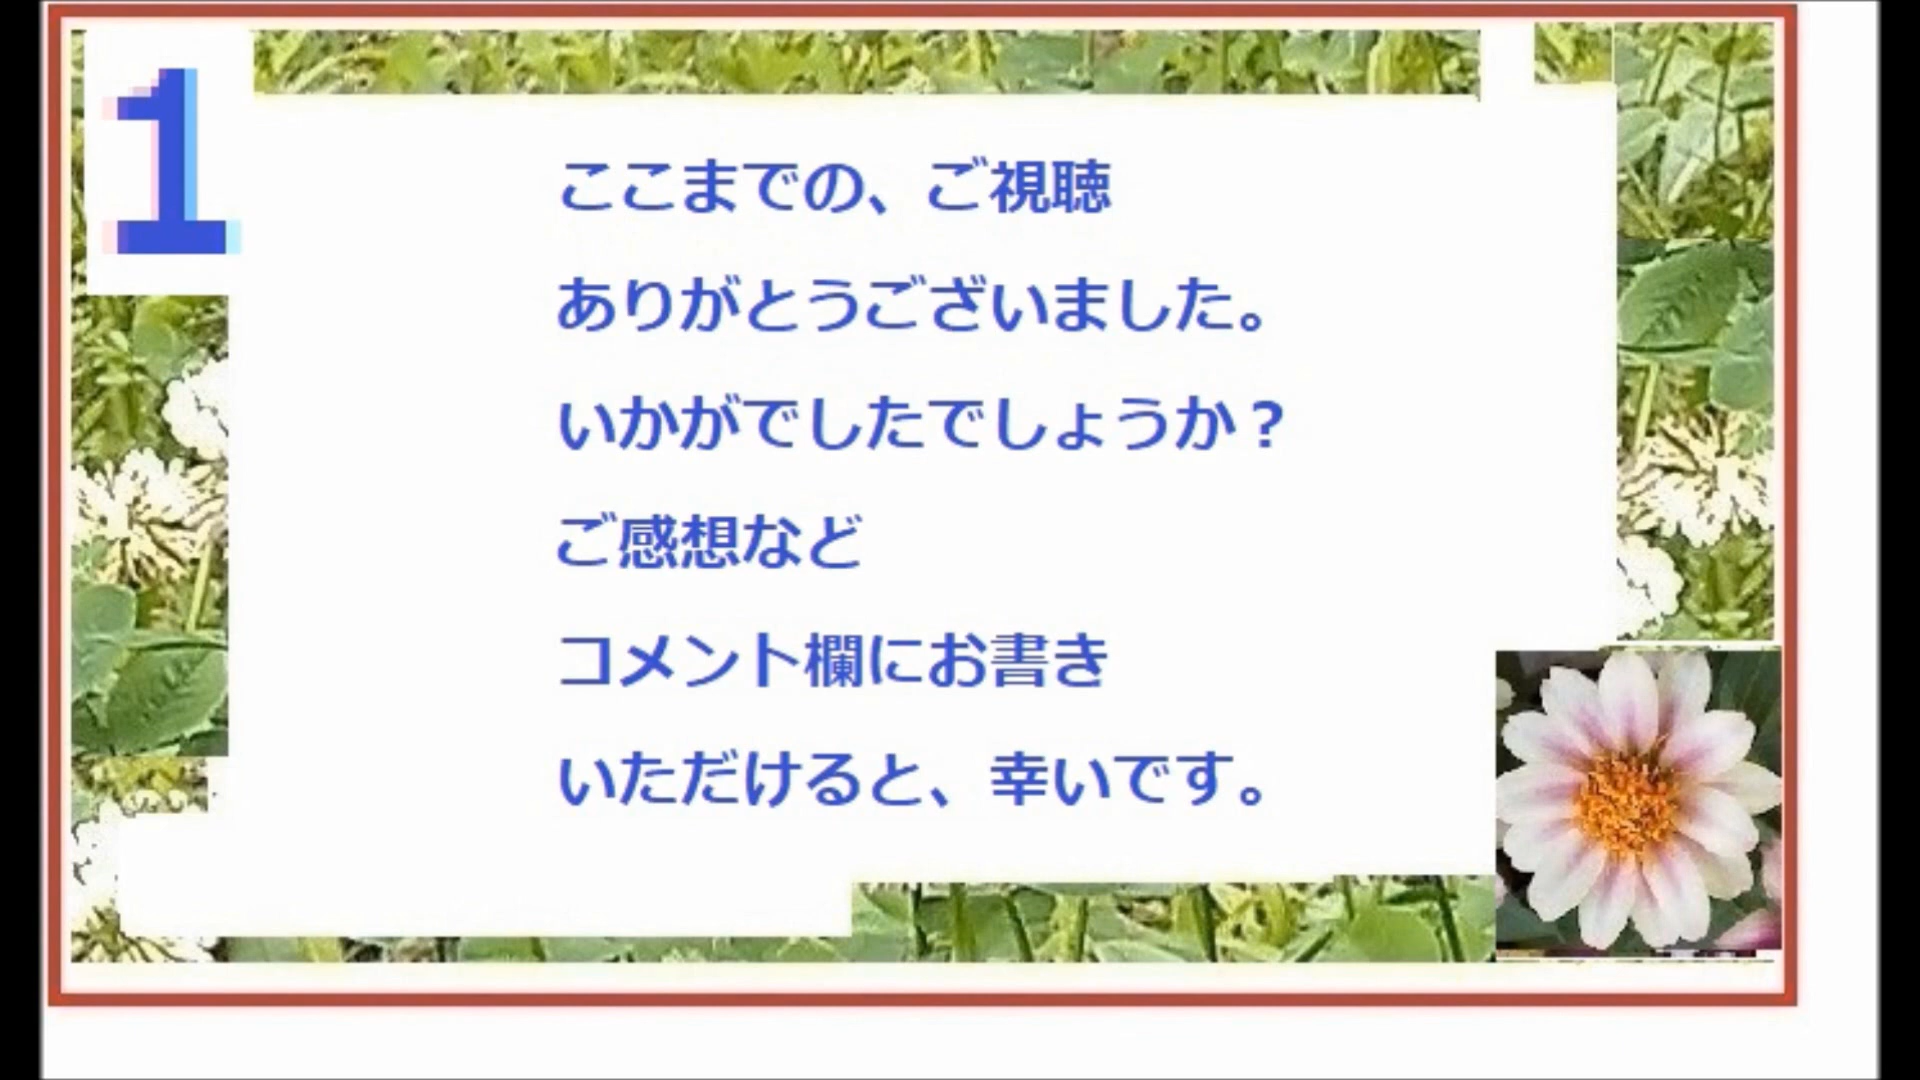 1
ここまでの、ご視聴
ありがとうございました。
いかがでしたでしょうか？
ご感想など
コメント欄にお書き
いただけると、幸いです。